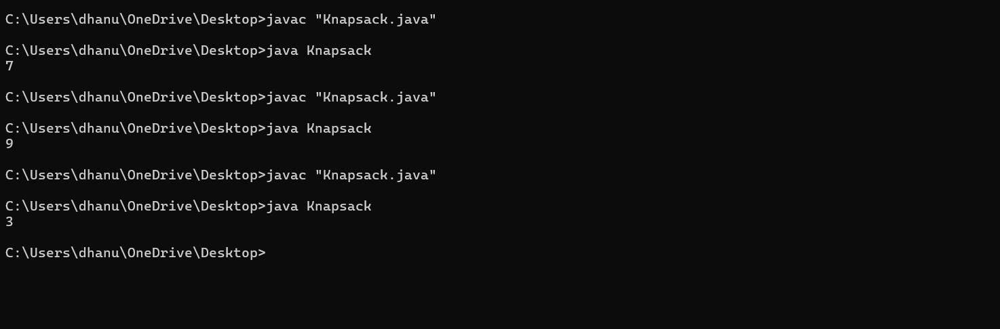 C:\Users\dhanu\OneDrive\Desktop>javac "Knapsack.java"
C:\Users\dhanu\OneDrive\Desktop>java Knapsack
7
C:\Users\dhanu\OneDrive\Desktop>javac "Knapsack.java"
C:\Users\dhanu\OneDrive\Desktop>java Knapsack
9
C:\Users\dhanu\OneDrive\Desktop>javac "Knapsack.java"
C:\Users\dhanu\OneDrive\Desktop>java Knapsack
3
C:\Users\dhanu\OneDrive\Desktop>